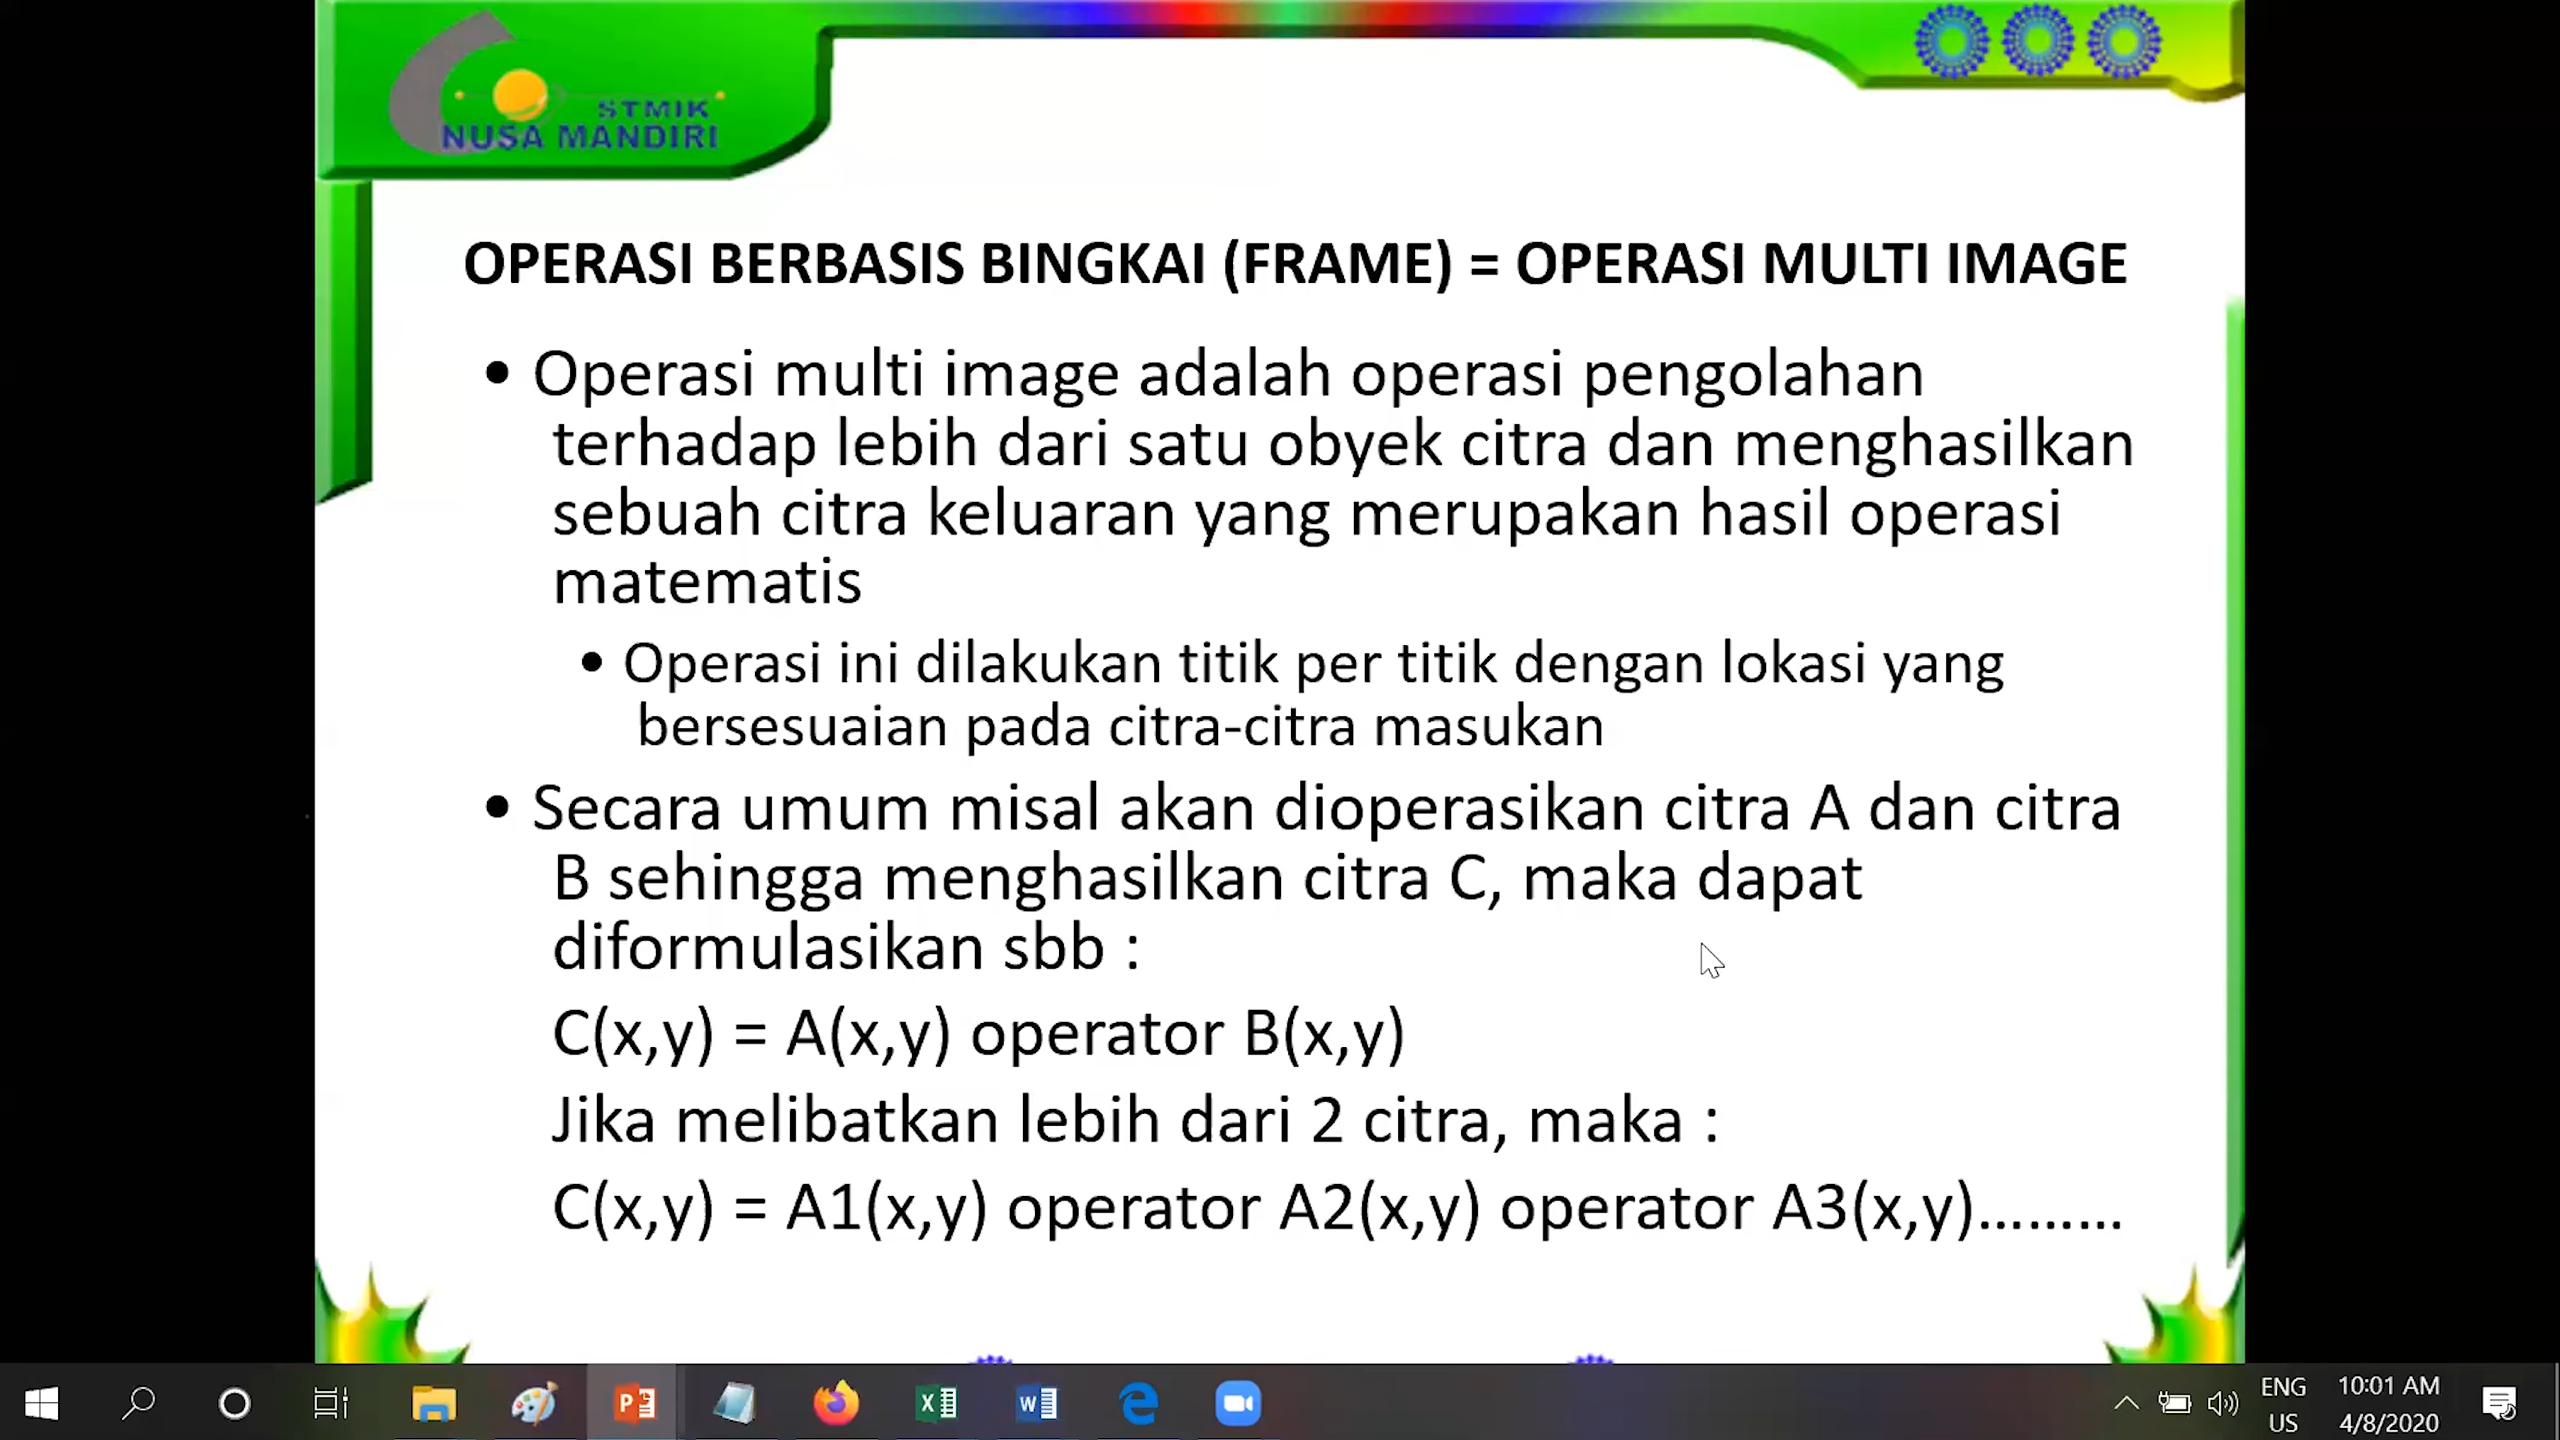 STMIK
NUSA MANDIRI
OPERASI BERBASIS BINGKAI (FRAME) = OPERASI MULTI IMAGE
• Operasi multi image adalah operasi pengolahan
terhadap lebih dari satu obyek citra dan menghasilkan
sebuah citra keluaran yang merupakan hasil operasi
matematis
• Operasi ini dilakukan titik per titik dengan lokasi yang
bersesuaian pada citra-citra masukan
• Secara umum misal akan dioperasikan citra A dan citra
B sehingga menghasilkan citra C, maka dapat
diformulasikan sbb :
C(x,y) = A(x,y) operator B(x,y)
Jika melibatkan lebih dari 2 citra, maka :
C(x,y) = A1(x,y) operator A2(x,y) operator A3(x,y).........
ENG
US
10:01 AM
4/8/2020